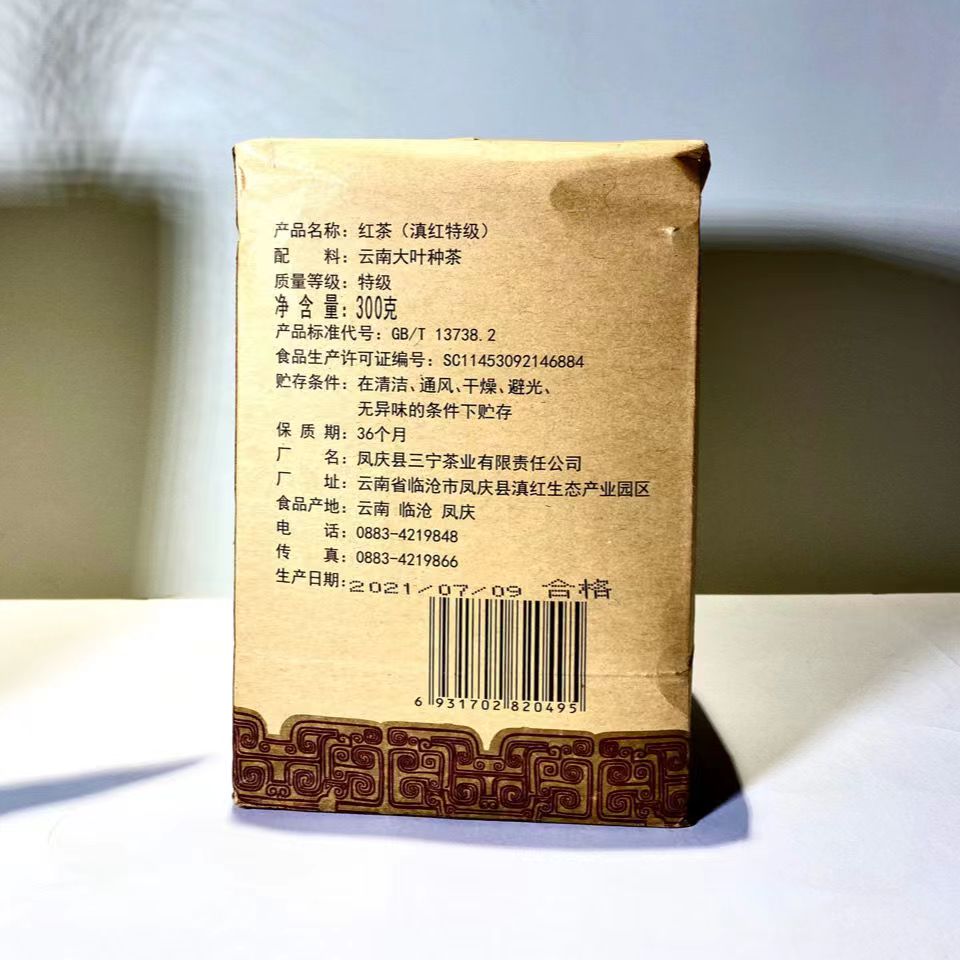 产品名称：红茶（滇红特级）
配 料：云南大叶种茶
质量等级：特级
净 含 量：300克
产品标准代号：GB/T 13738.2
食品生产许可证编号：SC11453092146884
贮存条件：在清洁、通风、干燥、避光、
无异味的条件下贮存
保 质 期：36个月
厂 名：凤庆县三宁茶业有限责任公司
厂 址：云南省临沧市凤庆县滇红生态产业园区
食品产地：云南 临沧 凤庆
电 话：0883-4219848
传 真：0883-4219866
生产日期：2021/07/09 合格
6 931702 820495